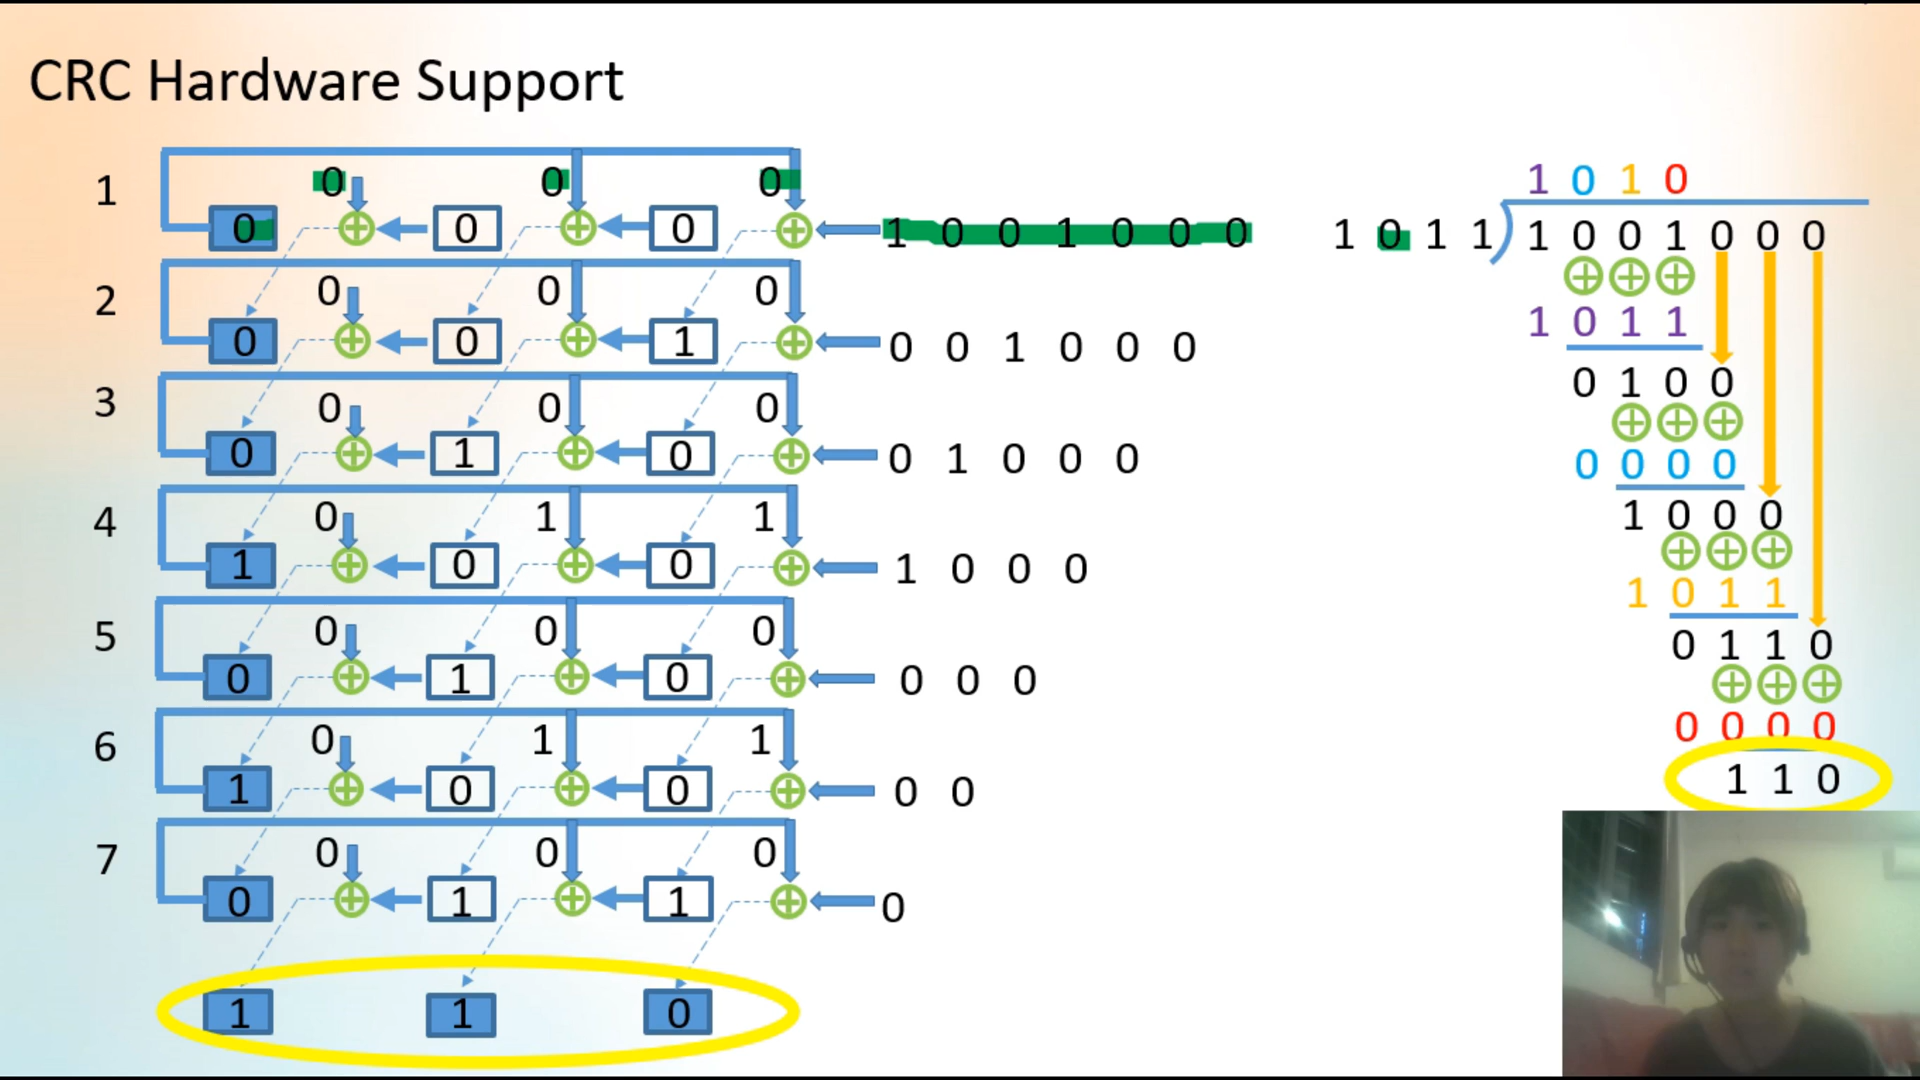 CRC Hardware Support
1 0 0 0
0 0 0 1 0 0 1 0 0 0
2 0 0 0
0 0 1 0 0 1 0 0 0
3 0 0 0
0 1 0 0 1 0 0 0
4 0 1 1
1 0 0 1 0 0 0
5 0 0 0
0 1 0 0 0 0
6 0 1 1
1 0 0 0 0
7 0 0 0
0 1 1 0
1 1 0
1 0 1 0
1 0 1 1 1 0 0 1 0 0 0
1 0 1 1
0 1 0 0
0 0 0 0
1 0 0 0
1 0 1 1
0 1 1 0
0 0 0 0
1 1 0